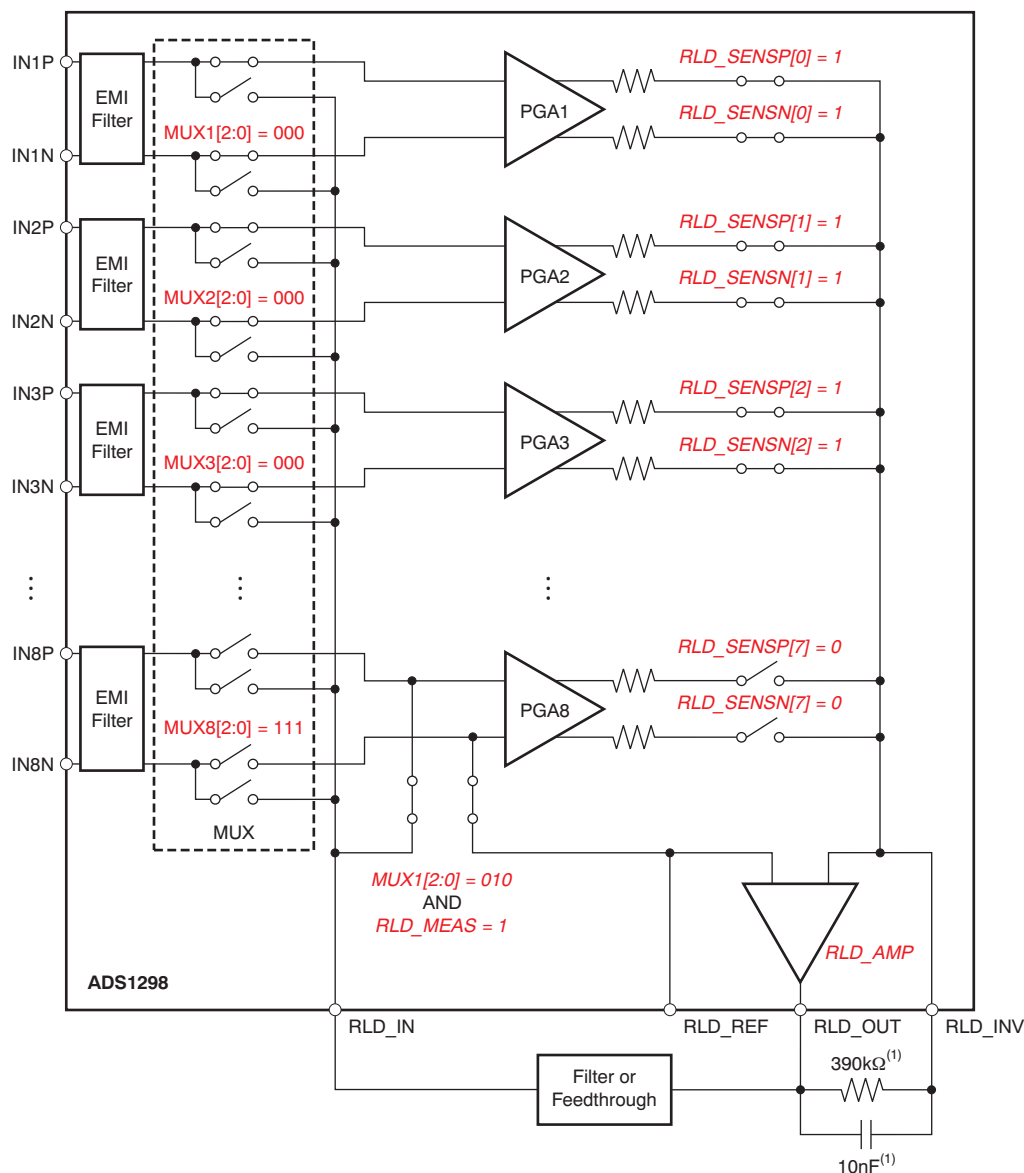 IN1P
EMI
Filter
IN1N
MUX1[2:0] = 000
PGA1
RLD_SENSP[0] = 1
RLD_SENSN[0] = 1
IN2P
EMI
Filter
IN2N
MUX2[2:0] = 000
PGA2
RLD_SENSP[1] = 1
RLD_SENSN[1] = 1
IN3P
EMI
Filter
IN3N
MUX3[2:0] = 000
PGA3
RLD_SENSP[2] = 1
RLD_SENSN[2] = 1
IN8P
EMI
Filter
IN8N
MUX8[2:0] = 111
MUX
PGA8
RLD_SENSP[7] = 0
RLD_SENSN[7] = 0
MUX1[2:0] = 010
AND
RLD_MEAS = 1
RLD_AMP
ADS1298
RLD_IN
RLD_REF
RLD_OUT
RLD_INV
Filter or
Feedthrough
390kΩ(1)
10nF(1)